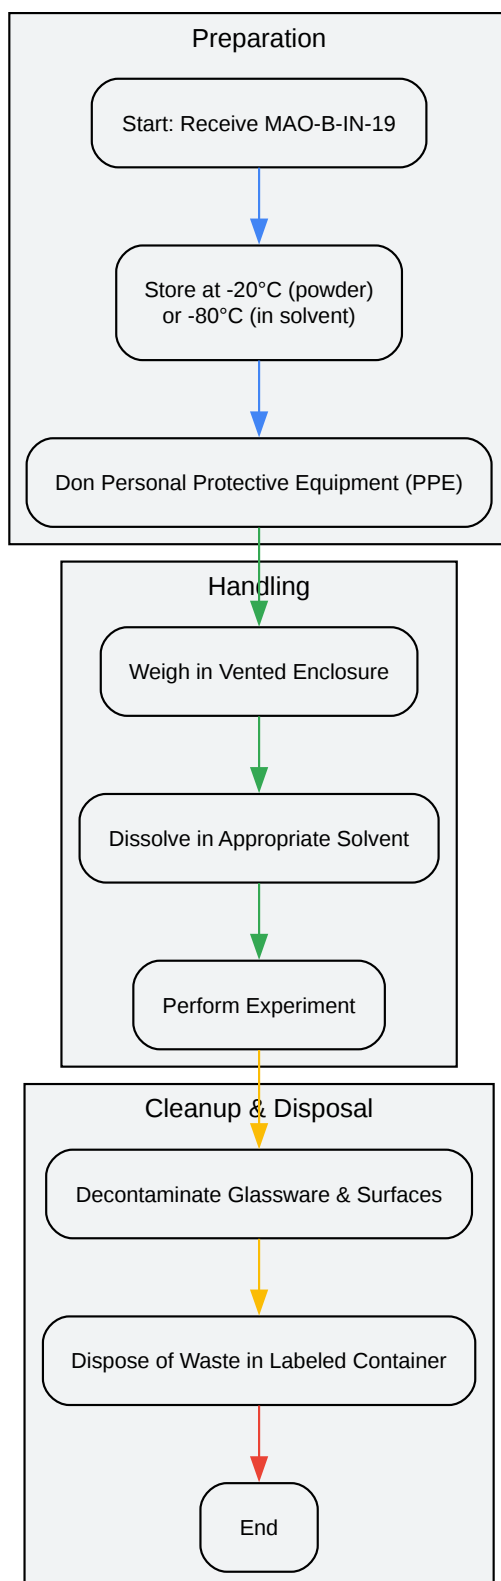 Preparation
Start: Receive MAO-B-IN-19
Store at -20°C (powder)
or -80°C (in solvent)
Don Personal Protective Equipment (PPE)
Handling
Weigh in Vented Enclosure
Dissolve in Appropriate Solvent
Perform Experiment
Cleanup & Disposal
Decontaminate Glassware & Surfaces
Dispose of Waste in Labeled Container
End